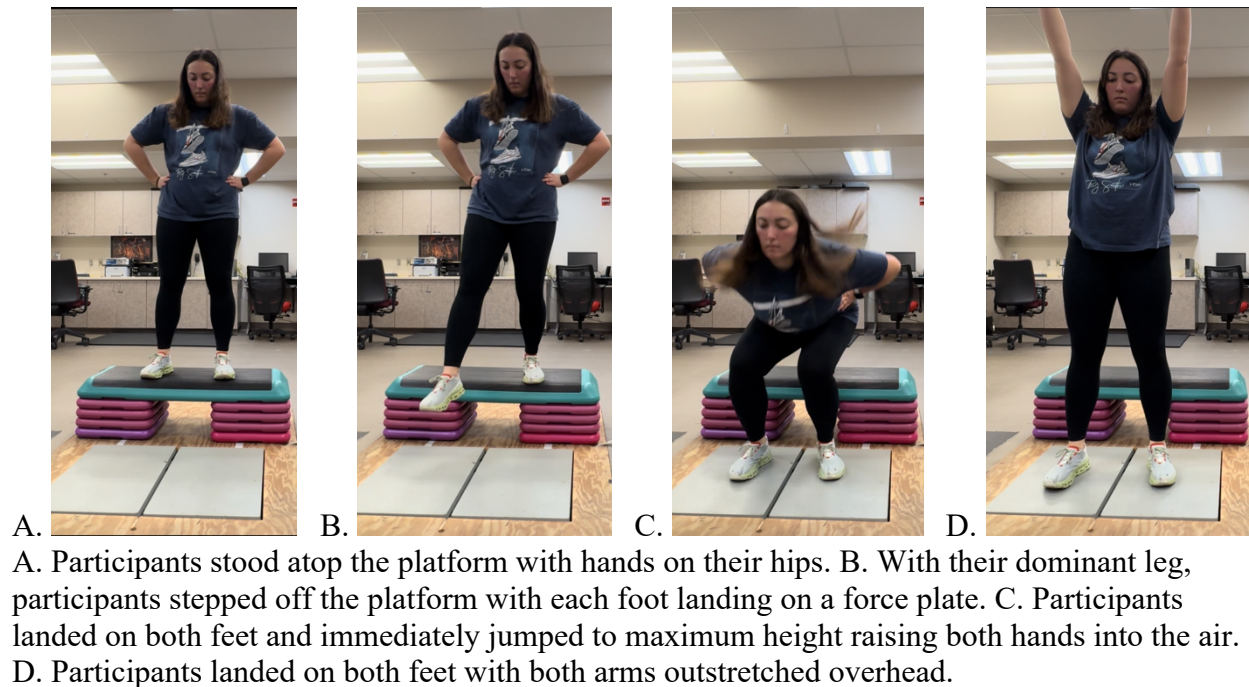 A. B. C. D.
A. Participants stood atop the platform with hands on their hips. B. With their dominant leg,
participants stepped off the platform with each foot landing on a force plate. C. Participants
landed on both feet and immediately jumped to maximum height raising both hands into the air.
D. Participants landed on both feet with both arms outstretched overhead.